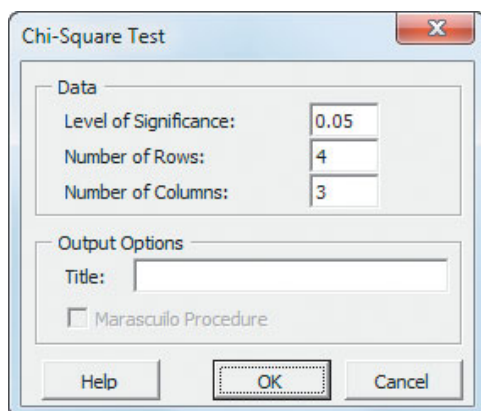 Chi-Square Test
X
Data
Level of Significance: 0.05
Number of Rows: 4
Number of Columns: 3
Output Options
Title:
Marascuilo Procedure
Help OK Cancel